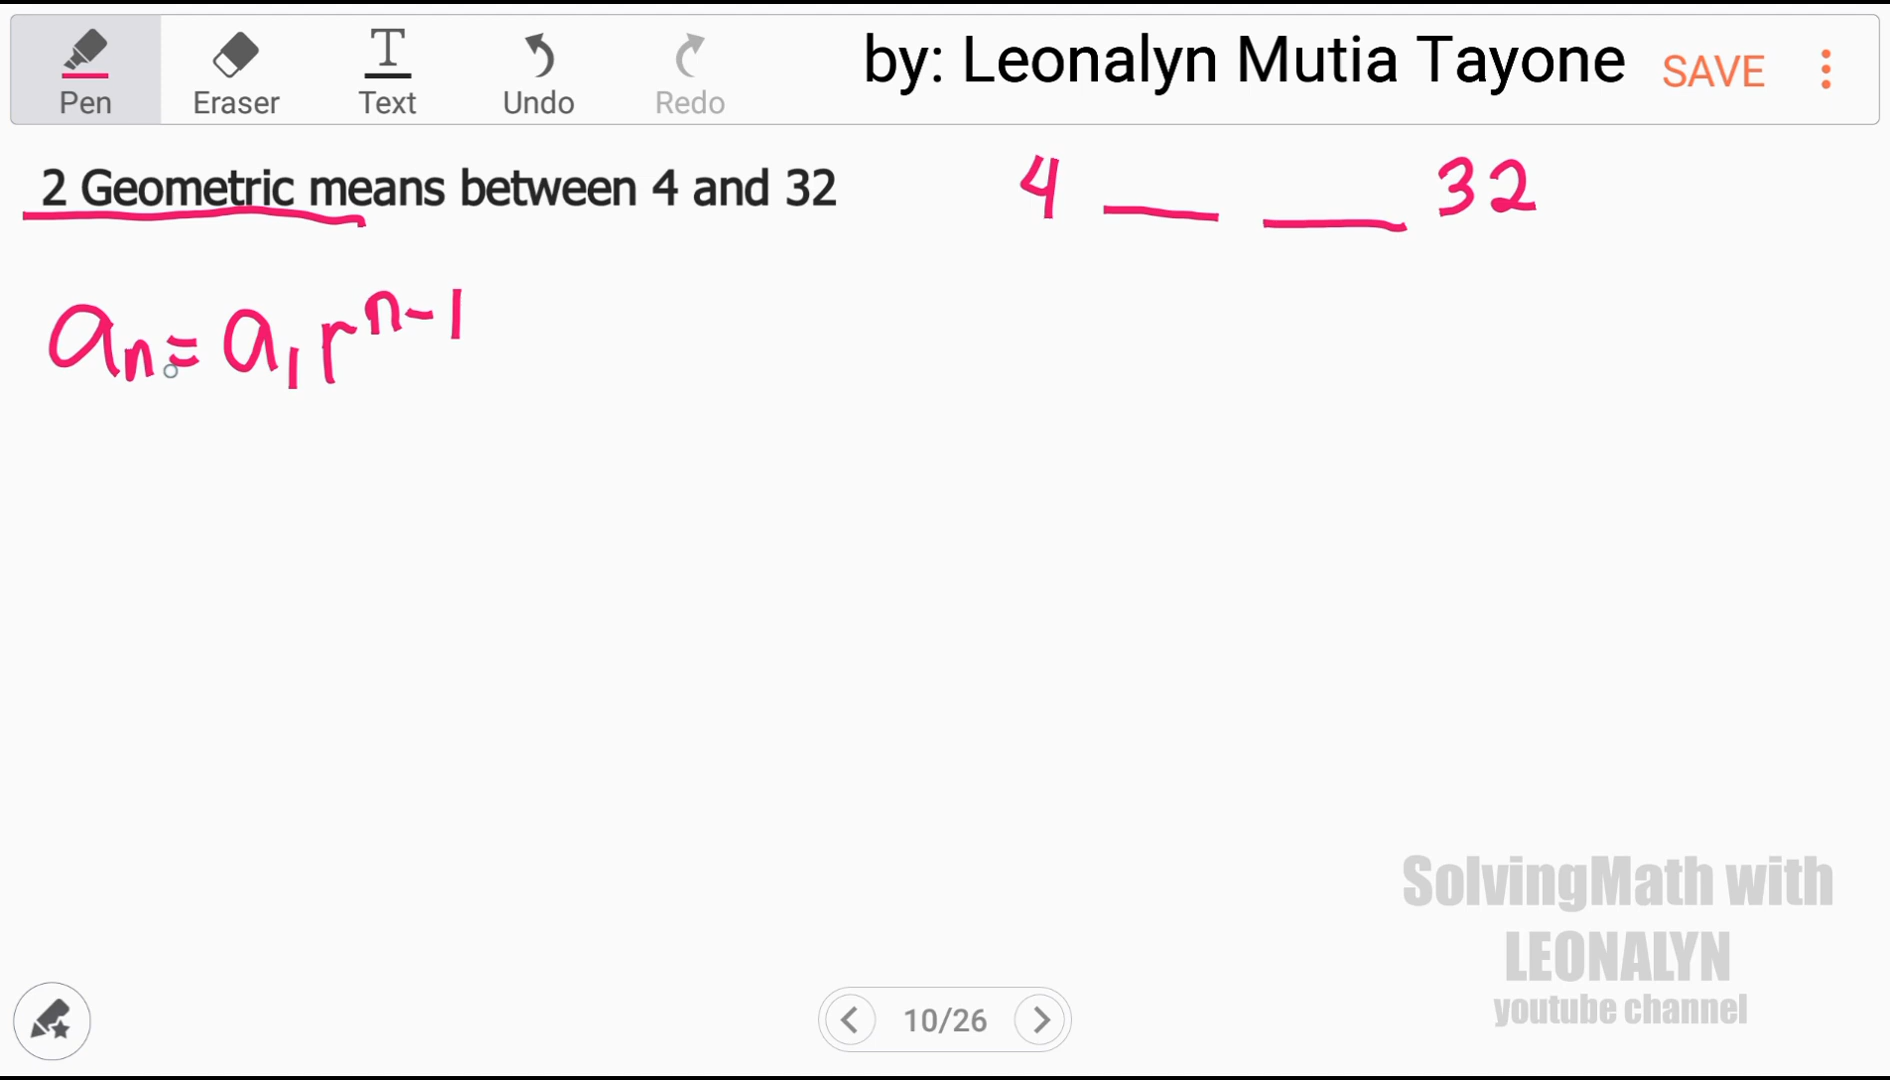 Pen Eraser Text Undo Redo by: Leonalyn Mutia Tayone SAVE
2 Geometric means between 4 and 32 4 __ __ 32
aₙ = a₁rⁿ⁻¹
SolvingMath with
LEONALYN
youtube channel
10/26